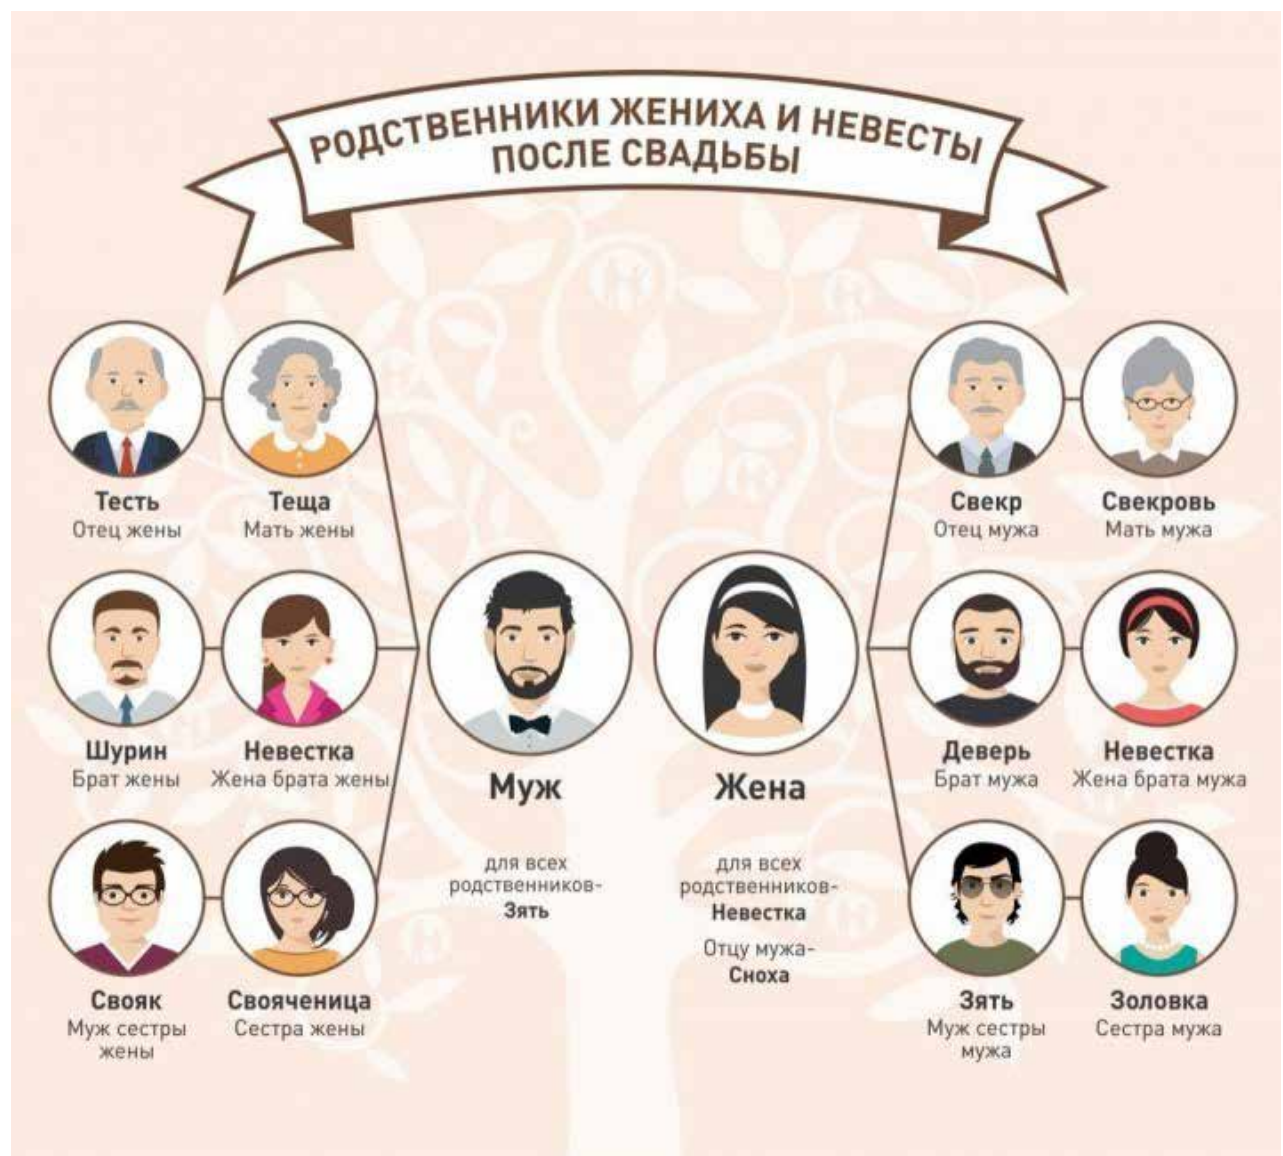 РОДСТВЕННИКИ ЖЕНИХА И НЕВЕСТЫ
ПОСЛЕ СВАДЬБЫ
Тесть
Отец жены
Теща
Мать жены
Свекр
Отец мужа
Свекровь
Мать мужа
Шурин
Брат жены
Невестка
Жена брата жены
Муж
Жена
Деверь
Брат мужа
Невестка
Жена брата мужа
для всех
родственников-
Зять
для всех
родственников-
Невестка
Отцу мужа-
Сноха
Свояк
Муж сестры
жены
Свояченица
Сестра жены
Зять
Муж сестры
мужа
Золовка
Сестра мужа